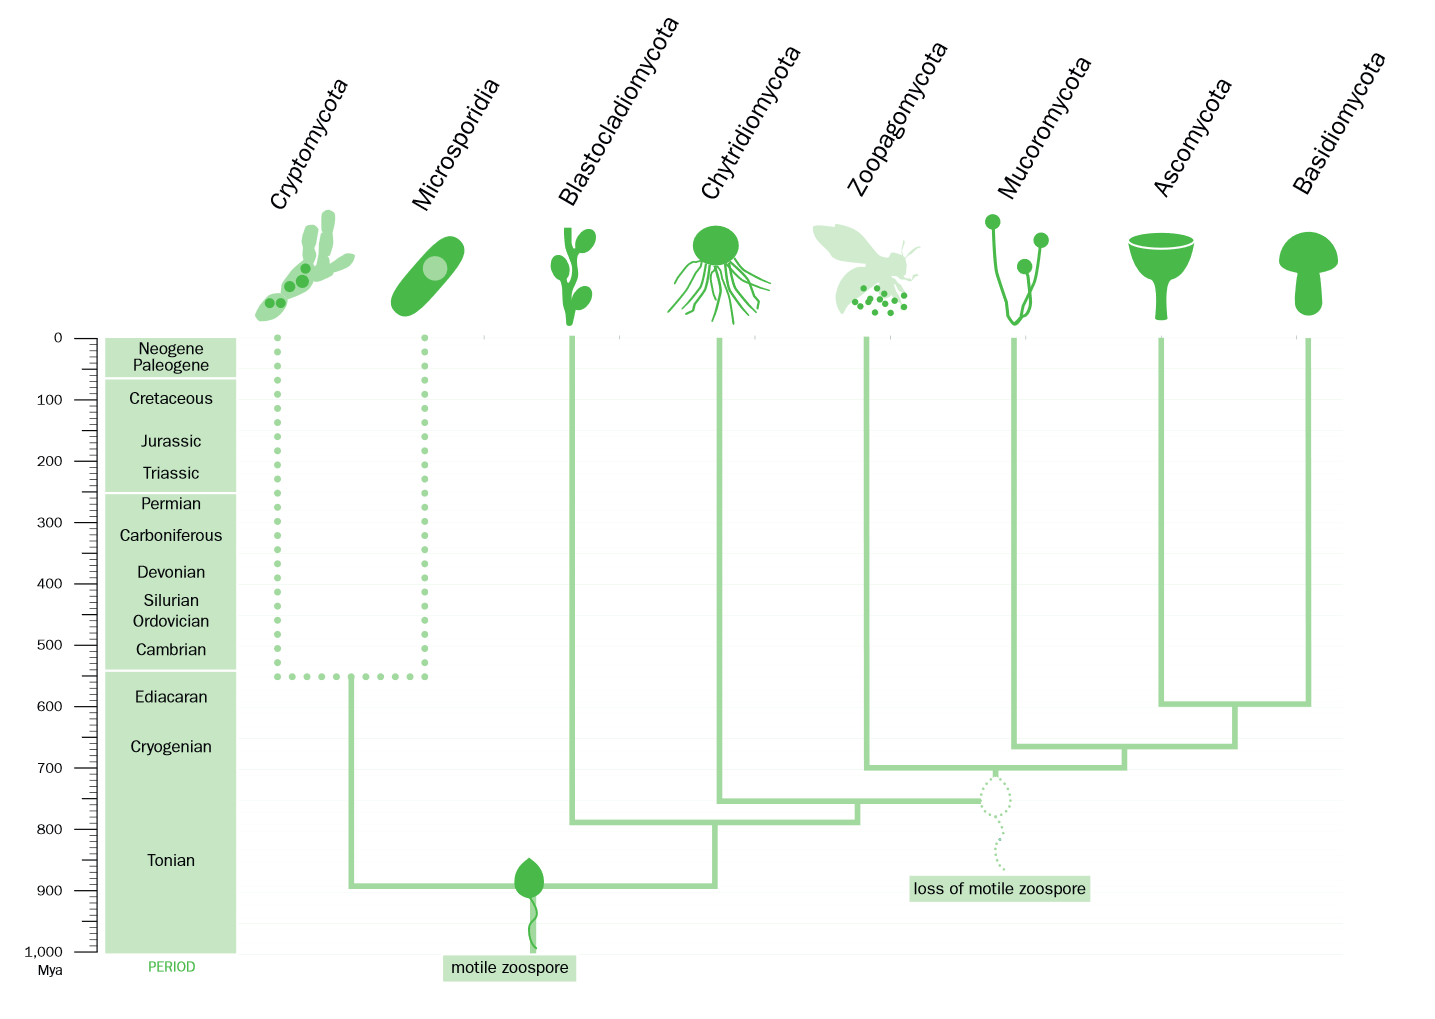 Cryptomycota
Microsporidia
Blastocladiomycota
Chytridiomycota
Zoopagomycota
Mucoromycota
Ascomycota
Basidiomycota
0
Neogene
Paleogene
100
Cretaceous
Jurassic
200
Triassic
Permian
300
Carboniferous
Devonian
400
Silurian
Ordovician
500
Cambrian
Ediacaran
600
Cryogenian
700
800
Tonian
900
loss of motile zoospore
1,000
Mya
PERIOD
motile zoospore